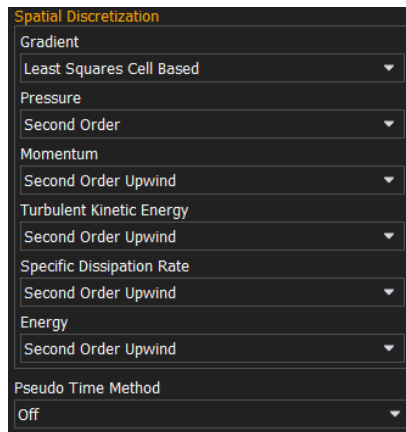 Spatial Discretization
Gradient
Least Squares Cell Based
Pressure
Second Order
Momentum
Second Order Upwind
Turbulent Kinetic Energy
Second Order Upwind
Specific Dissipation Rate
Second Order Upwind
Energy
Second Order Upwind
Pseudo Time Method
Off